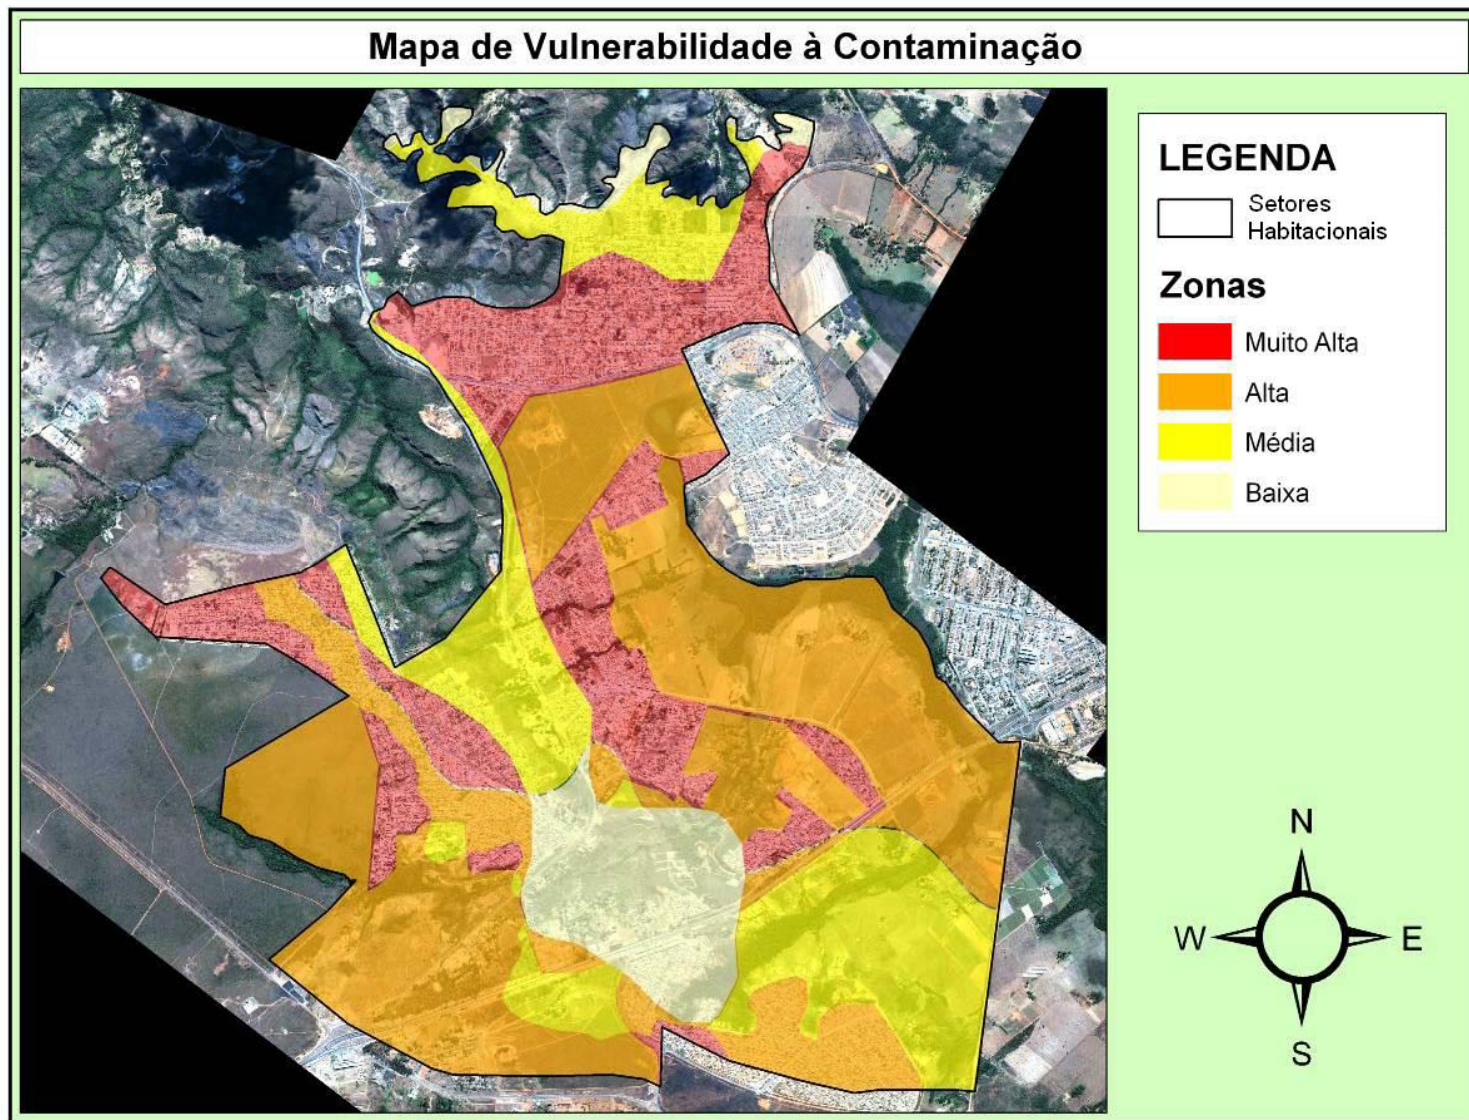 Mapa de Vulnerabilidade à Contaminação
LEGENDA
Setores
Habitacionais
Zonas
Muito Alta
Alta
Média
Baixa
N
W
E
S